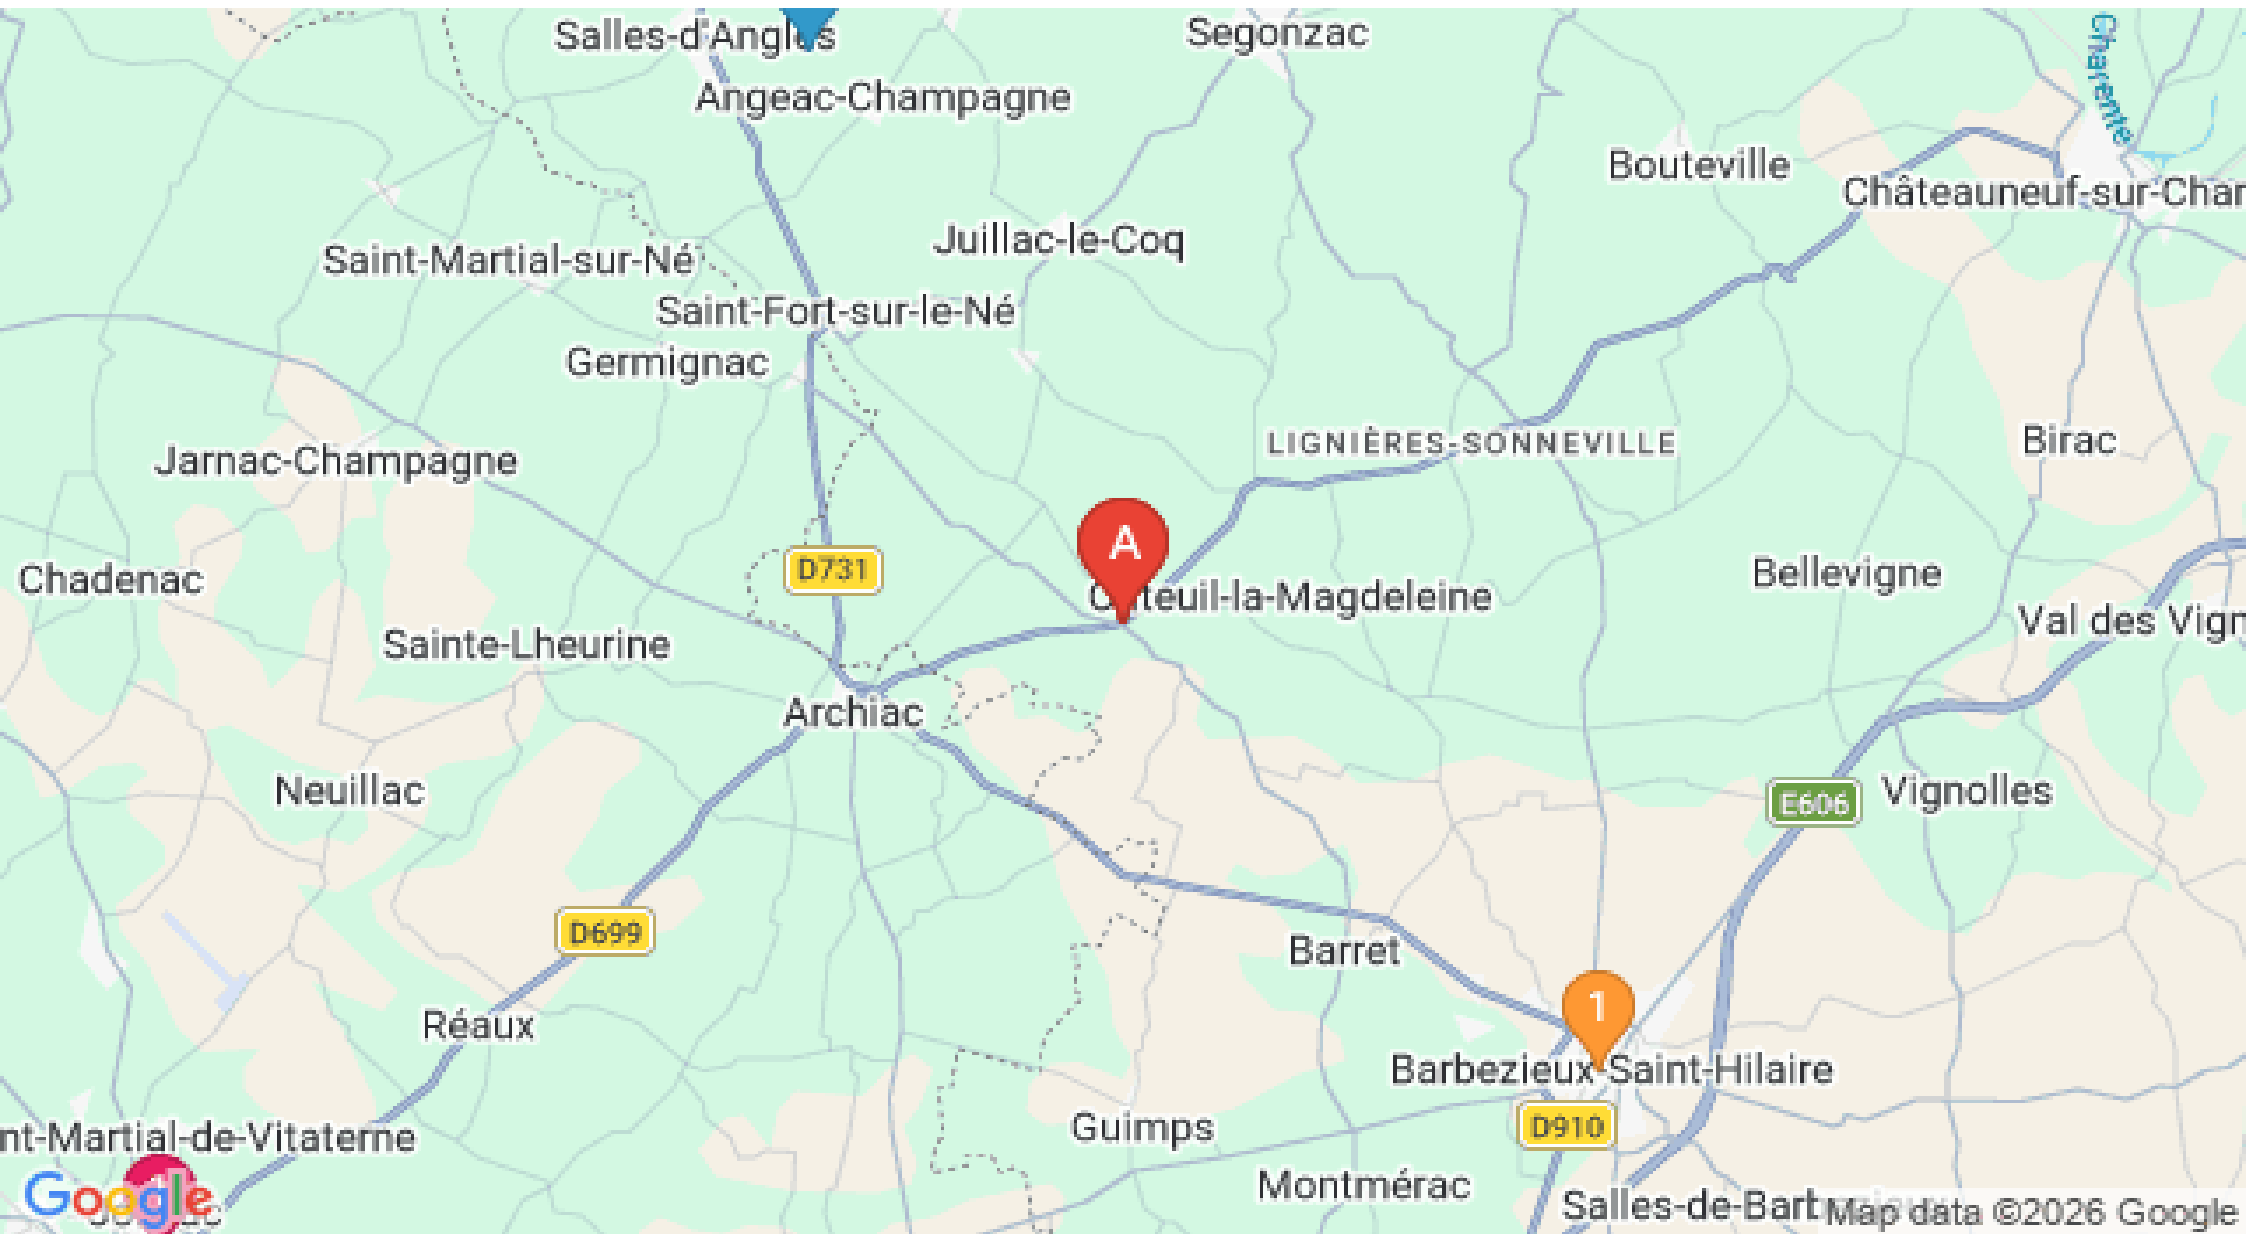 Salles-d'Angles
Segonzac
Charente
Angeac-Champagne
Bouteville
Châteauneuf-sur-Char
Juillac-le-Coq
Saint-Martial-sur-Né
Saint-Fort-sur-le-Né
Germignac
LIGNIÈRES-SONNEVILLE
Birac
Jarnac-Champagne
A
D731
Bellevigne
Chadenac
teuil-la-Magdeleine
Val des Vign
Sainte-Lheurine
Archiac
Neuillac
E606
Vignolles
D699
Barret
1
Réaux
Barbezieux-Saint-Hilaire
D910
Guimps
nt-Martial-de-Vitaterne
Montmérac
Google
Salles-de-Barb
Map data ©2026 Google